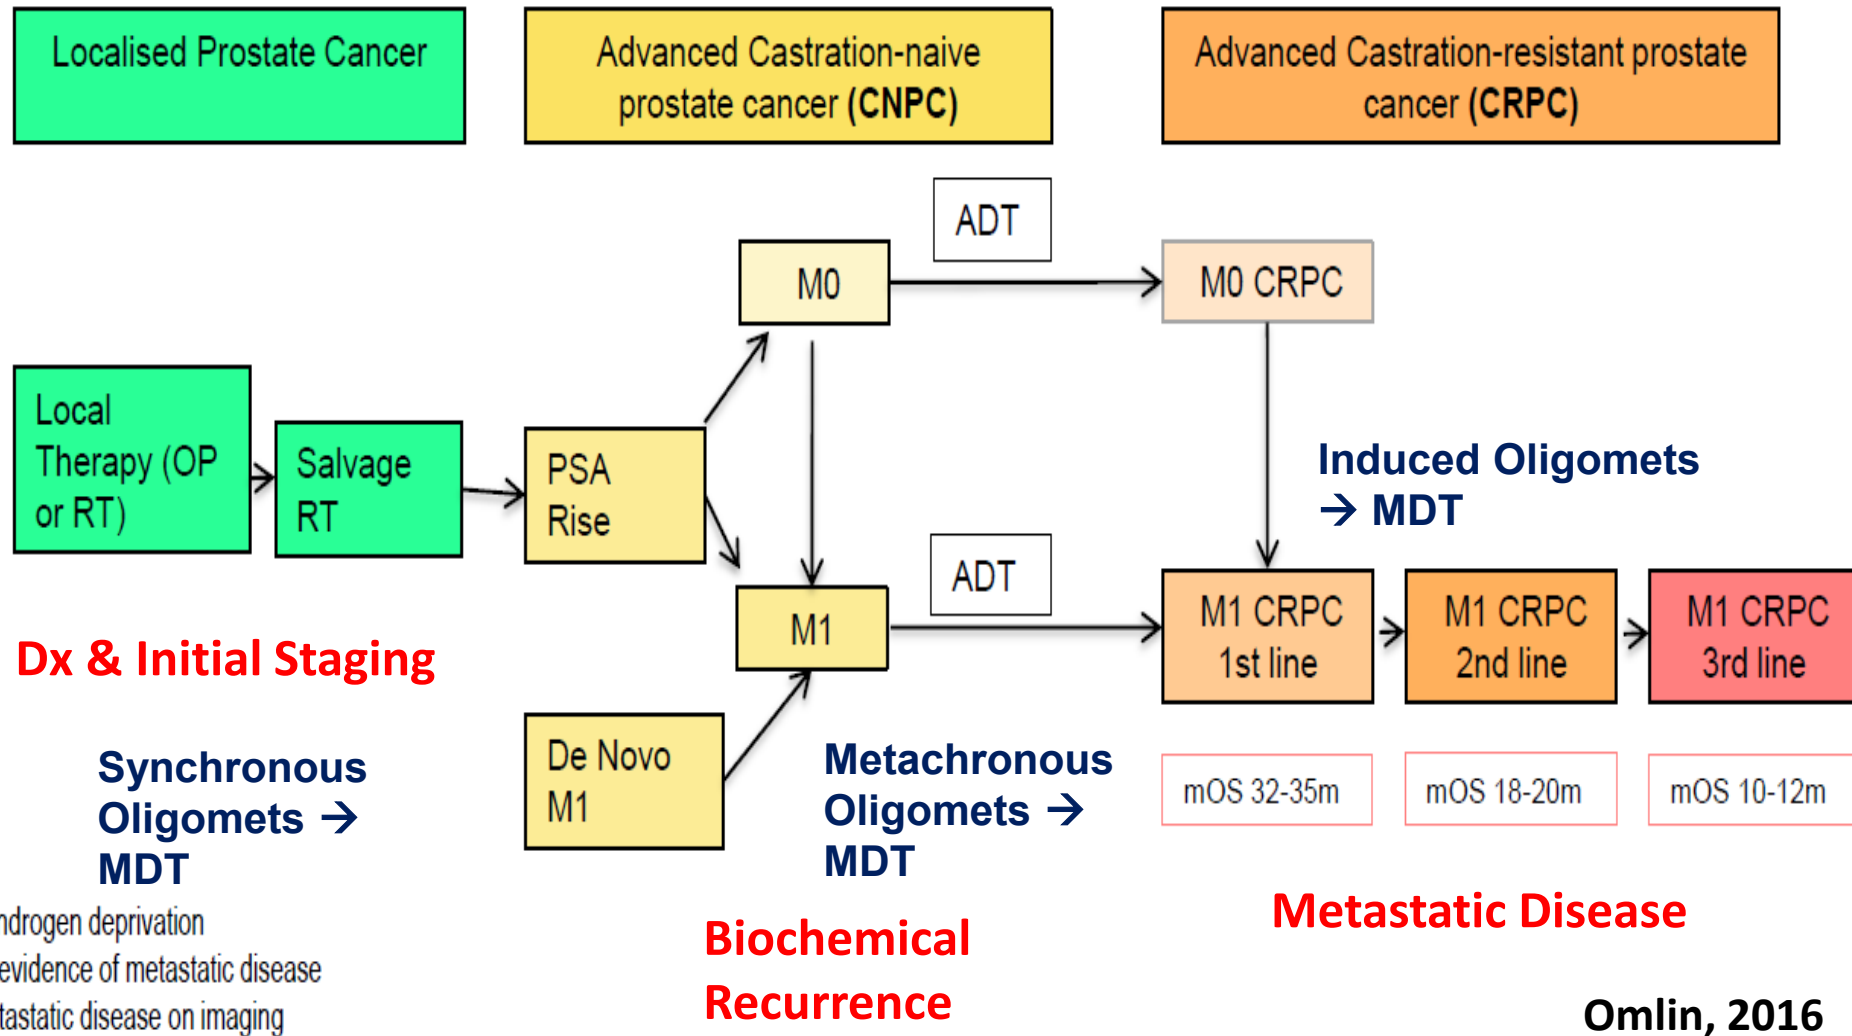 Localised Prostate Cancer
Advanced Castration-naive
prostate cancer (CNPC)
Advanced Castration-resistant prostate
cancer (CRPC)
ADT
M0
M0 CRPC
Local
Therapy (OP
or RT)
Salvage
RT
PSA
Rise
Induced Oligomets
→ MDT
ADT
M1
M1 CRPC
1st line
M1 CRPC
2nd line
M1 CRPC
3rd line
Dx & Initial Staging
De Novo
M1
Synchronous
Oligomets →
MDT
Metachronous
Oligomets →
MDT
mOS 32-35m
mOS 18-20m
mOS 10-12m
Metastatic Disease
Biochemical
Recurrence
ndrogen deprivation
evidence of metastatic disease
tastatic disease on imaging
Omlin, 2016